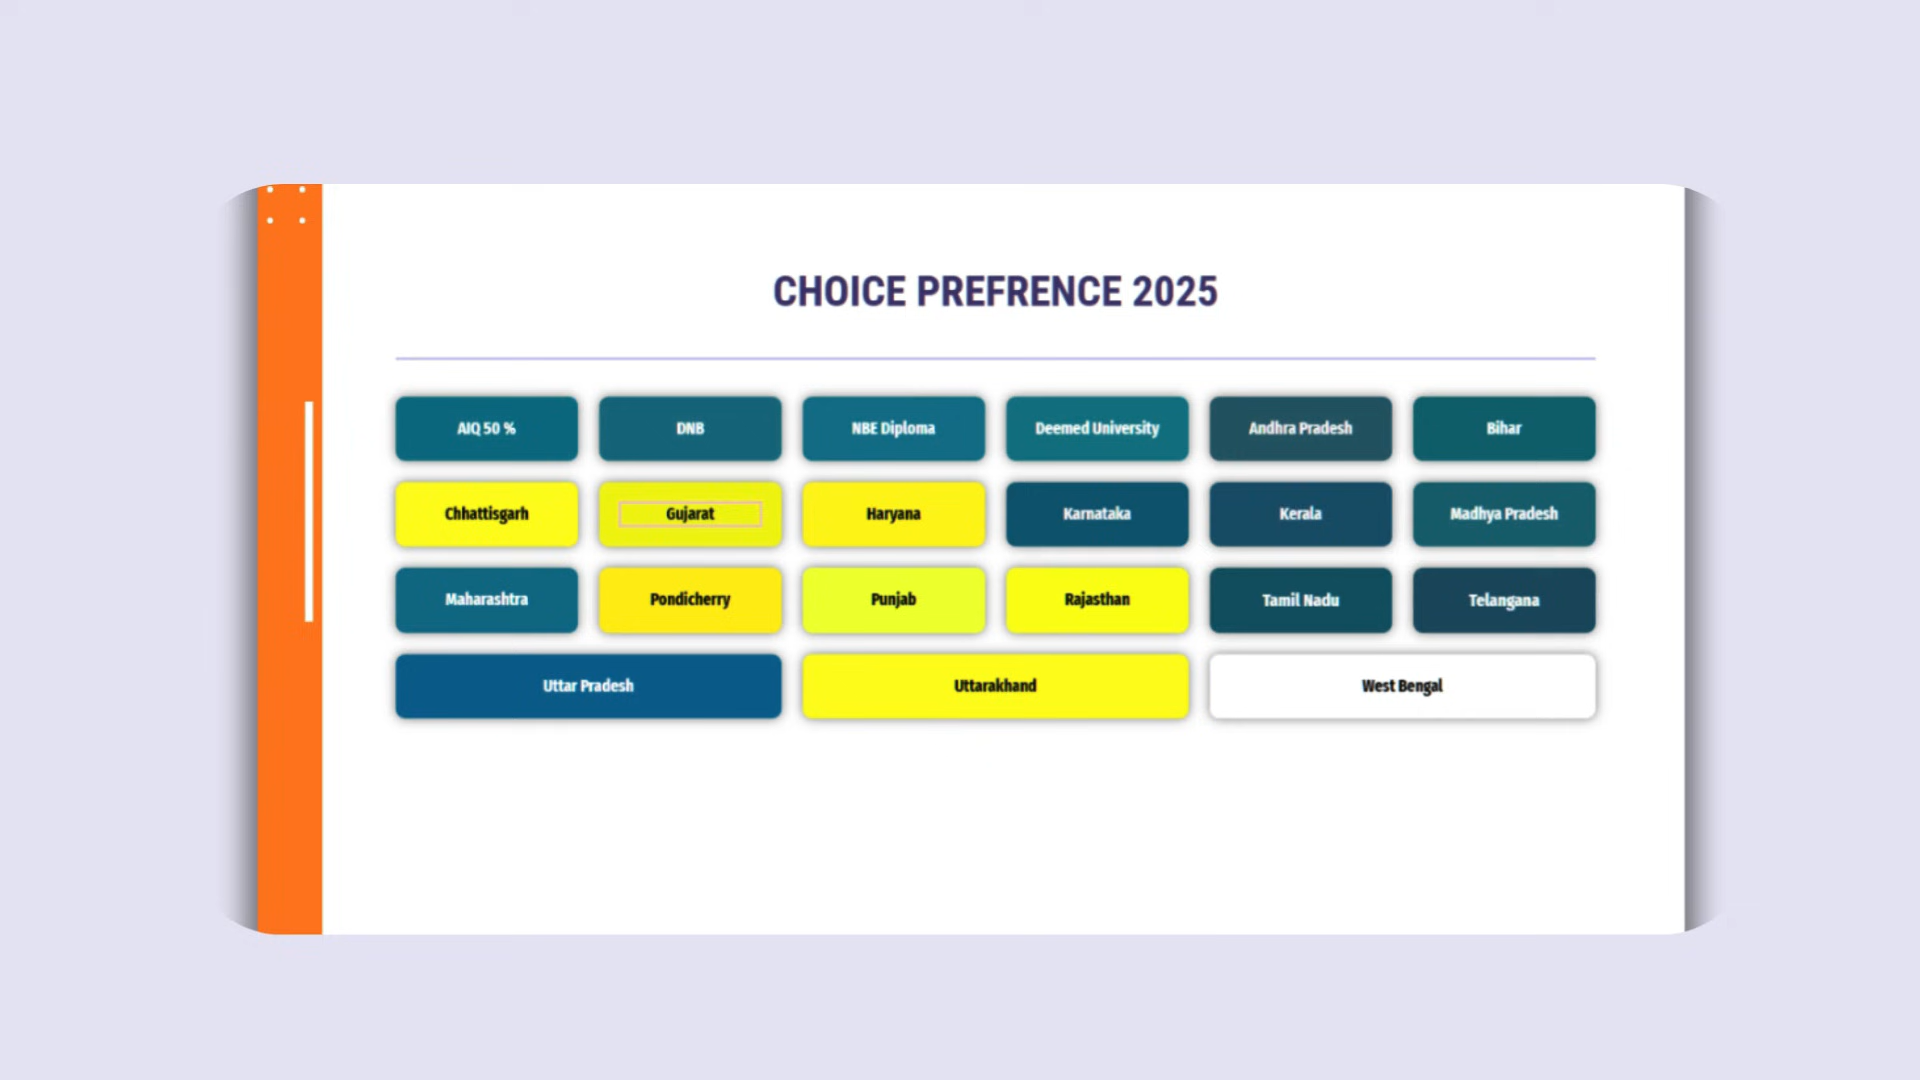 CHOICE PREFRENCE 2025
AIQ 50 %
DNB
NBE Diploma
Deemed University
Andhra Pradesh
Bihar
Chhattisgarh
Gujarat
Haryana
Karnataka
Kerala
Madhya Pradesh
Maharashtra
Pondicherry
Punjab
Rajasthan
Tamil Nadu
Telangana
Uttar Pradesh
Uttarakhand
West Bengal